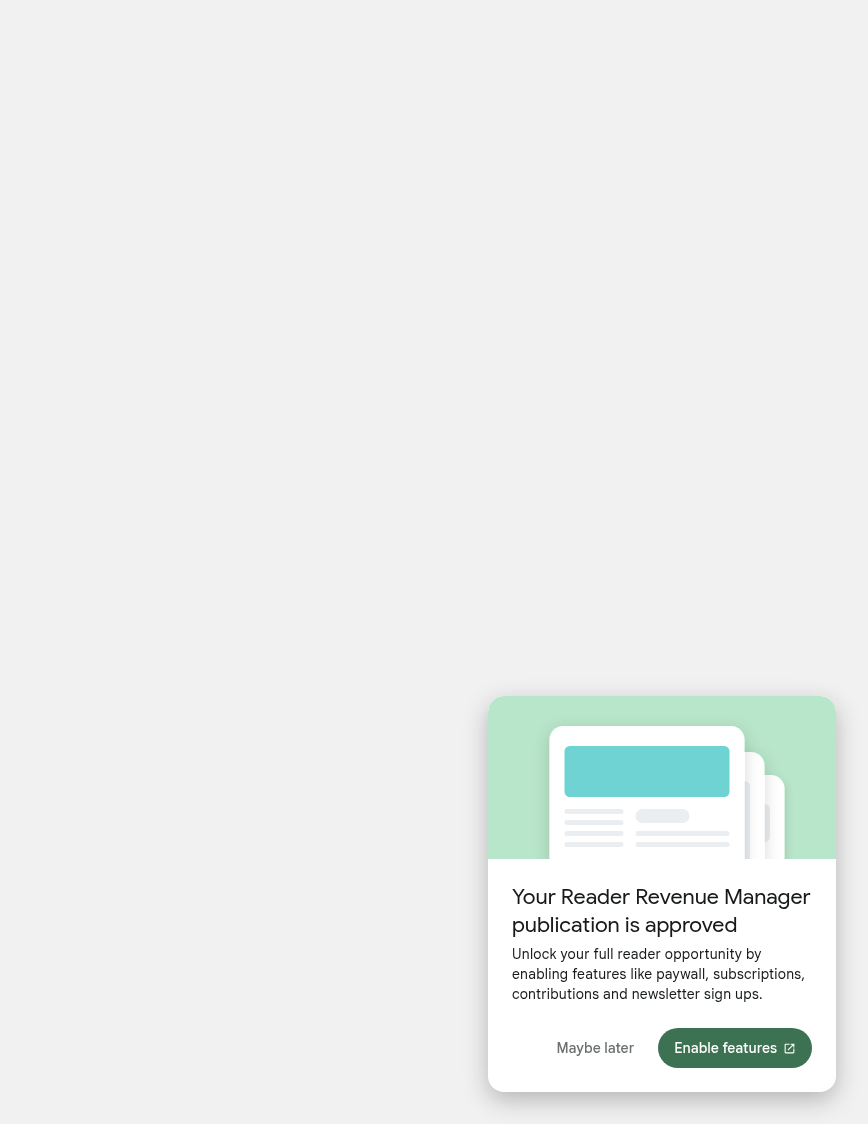 Your Reader Revenue Manager
publication is approved
Unlock your full reader opportunity by
enabling features like paywall, subscriptions,
contributions and newsletter sign ups.
Maybe later
Enable features